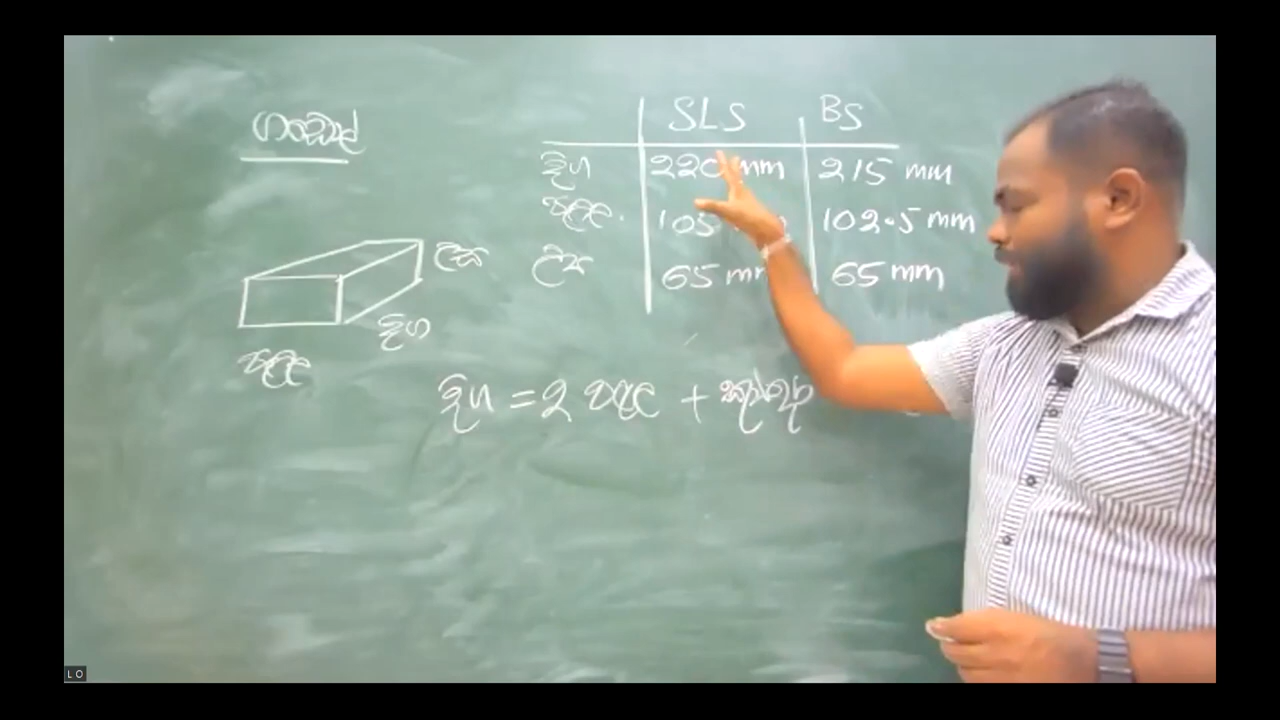 ගඩොල්
SLS BS
දිග 220 mm 215 mm
පළල 105 102.5 mm
උස 65 mm 65 mm
උස
දිග
පළල
දිග = 2 පළල + කුස්තුර
LO